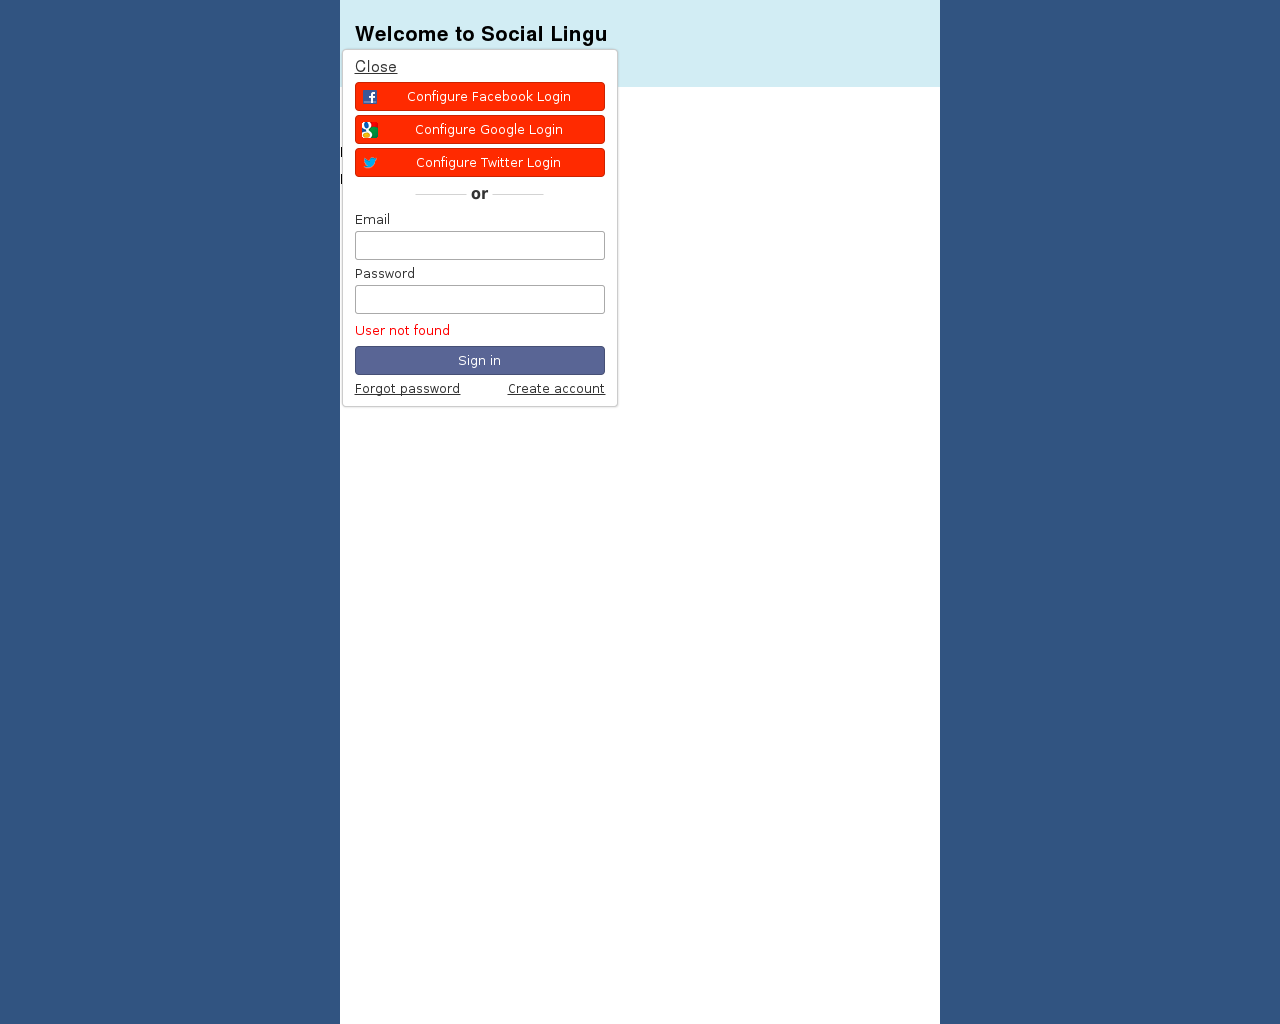 Welcome to Social Lingu
Close
Configure Facebook Login
Configure Google Login
Configure Twitter Login
or
Email
Password
User not found
Sign in
Forgot password Create account